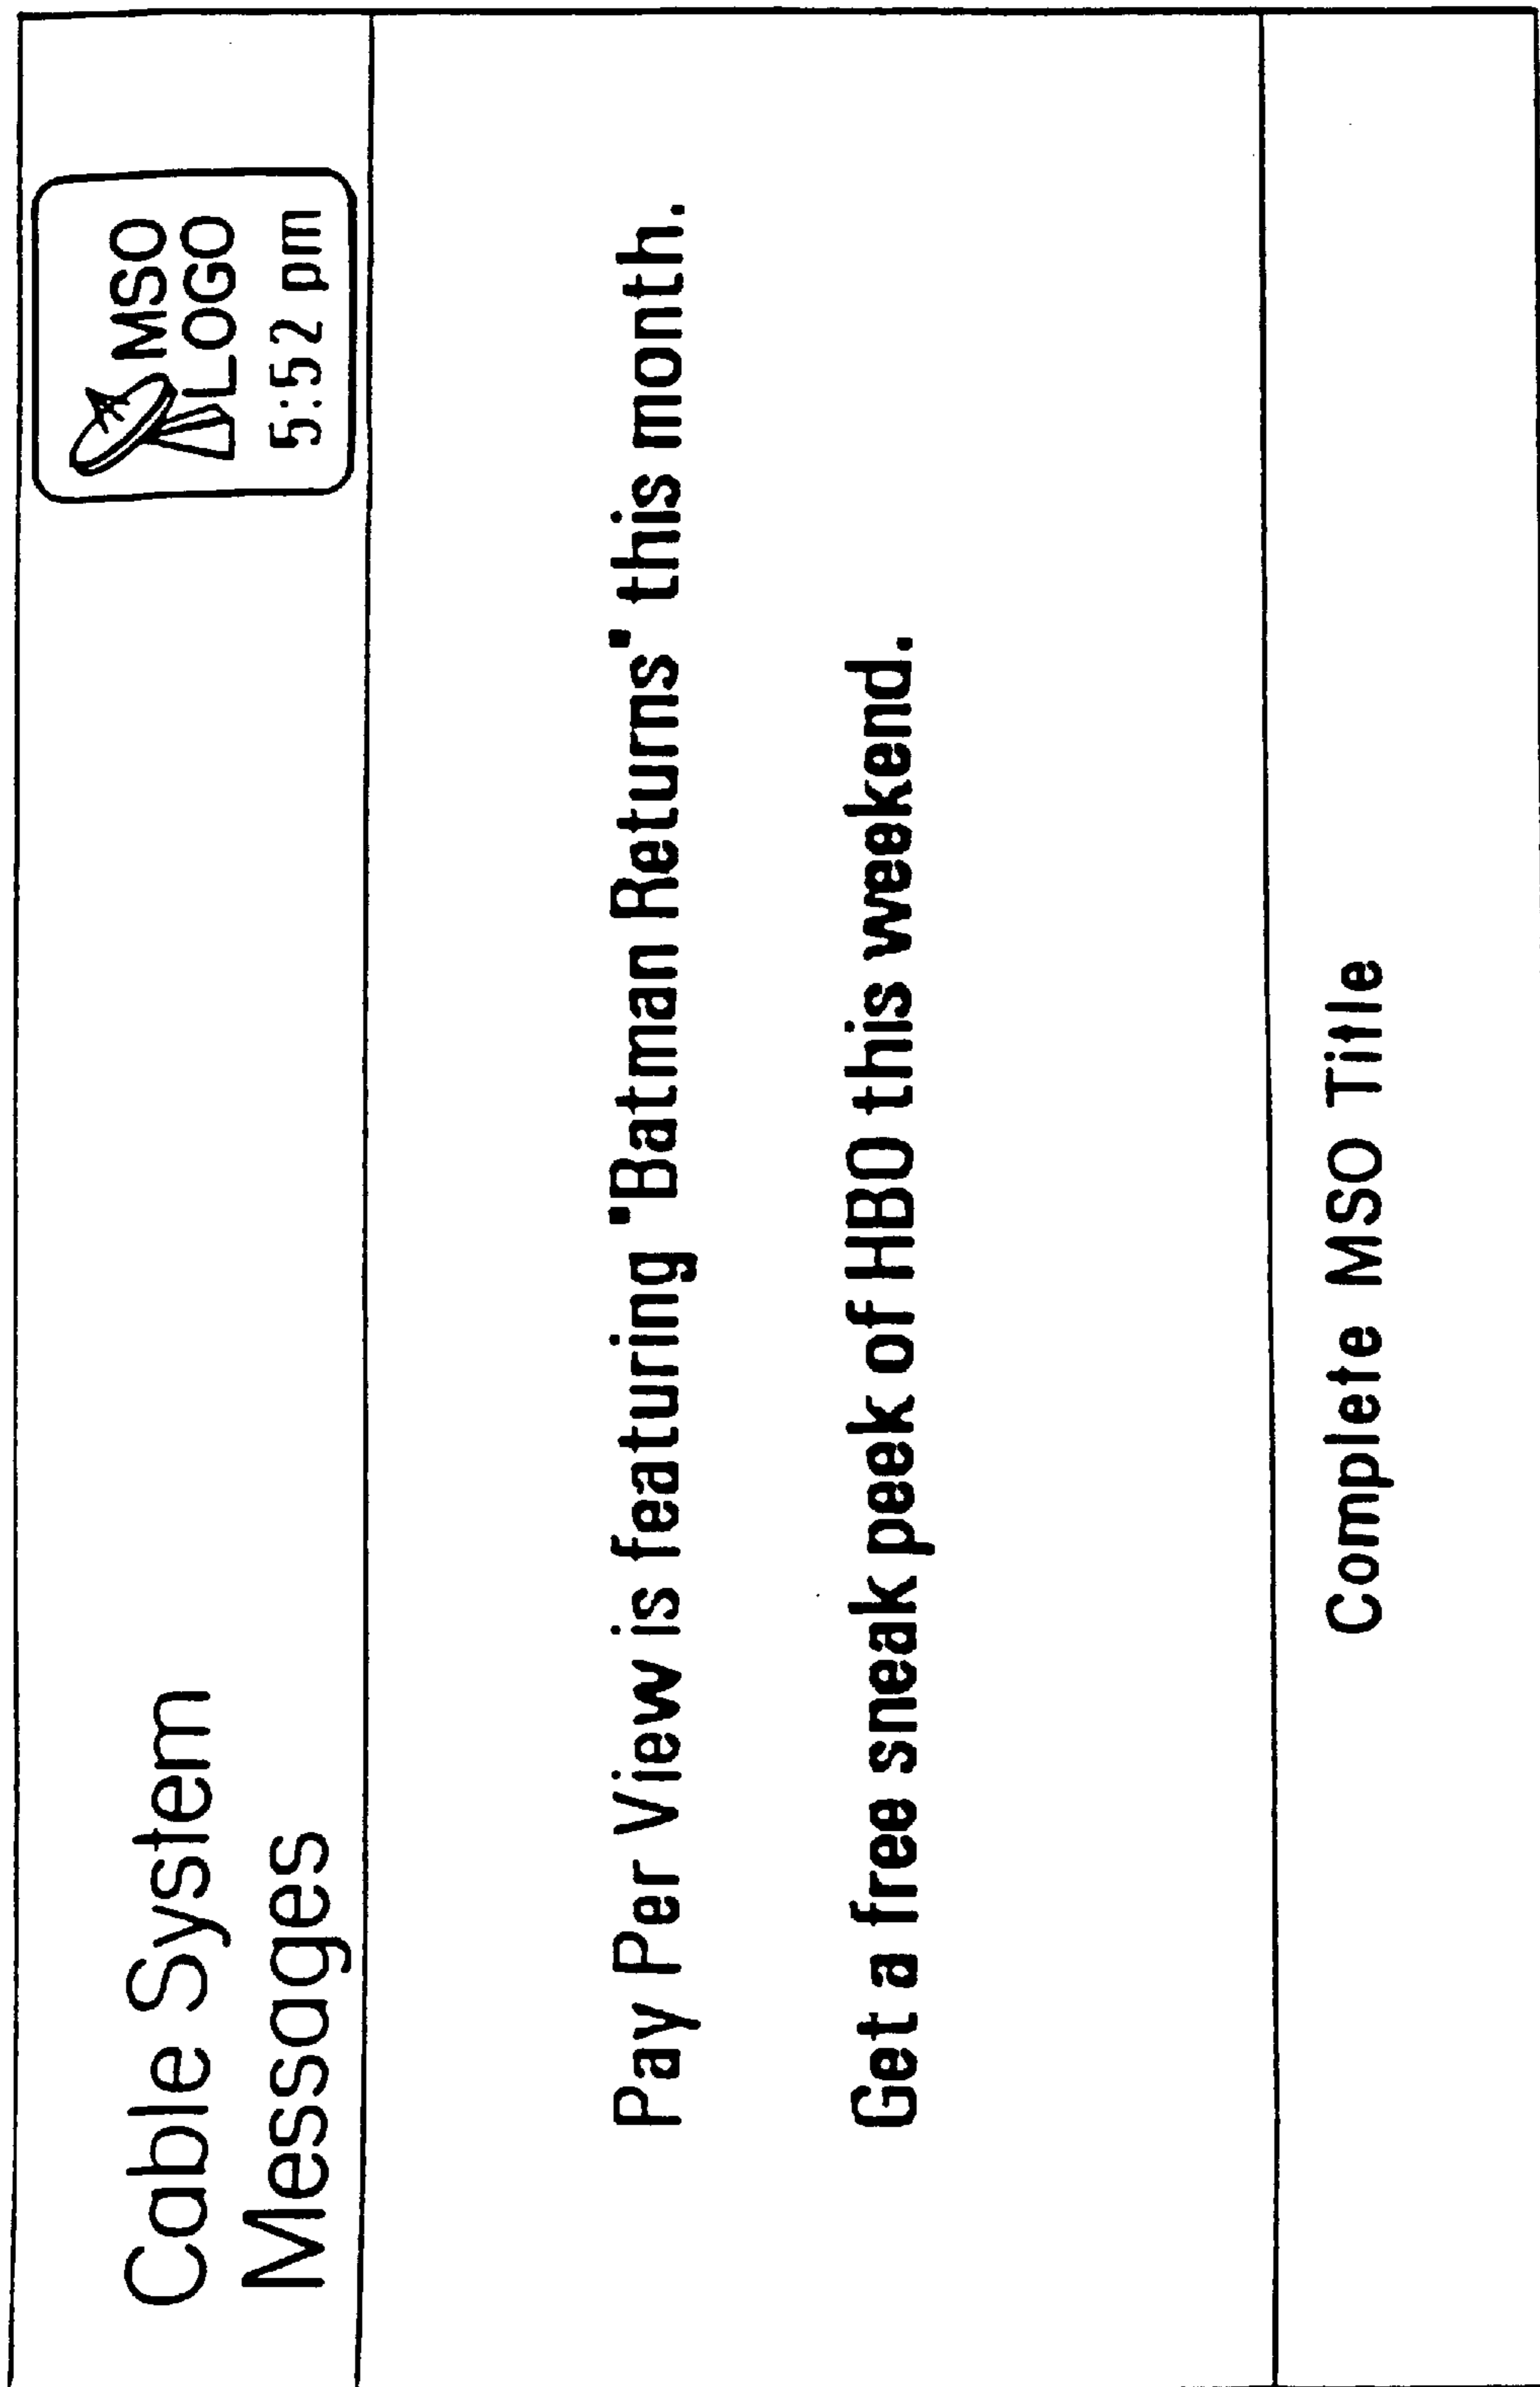 Cable System
Messages
MSO
LOGO
5:52 pm
Pay Per View is featuring "Batman Returns" this month.
Get a free sneak peek of HBO this weekend.
Complete MSO Title